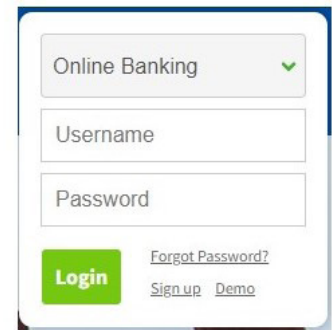 Online Banking
Username
Password
Login
Forgot Password?
Sign up Demo